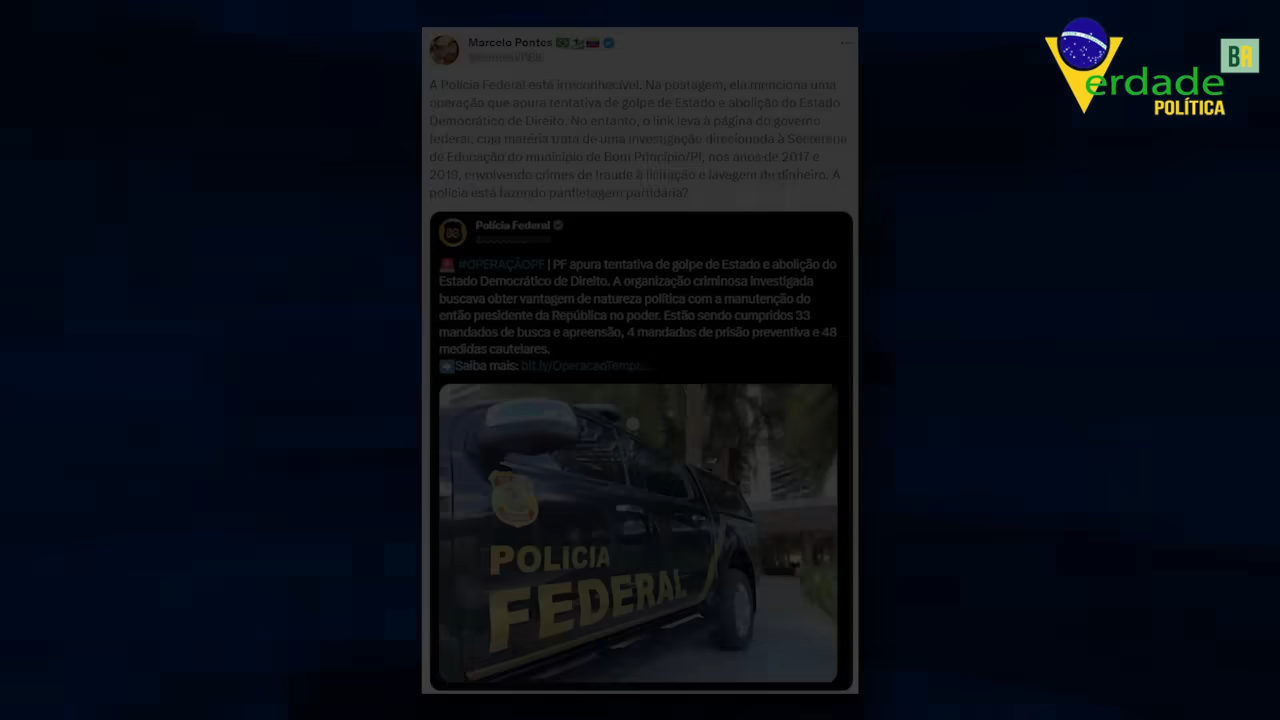 Marcelo Pontes
A Polícia Federal está irreconhecível. Na postagem, ela menciona uma
operação que apura tentativa de golpe de Estado e abolição do Estado
Democrático de Direito. No entanto, o link leva à página do governo
federal, cuja matéria trata de uma investigação direcionada à Secretaria
de Educação do município de Bom Princípio/PI, nos anos de 2017 e
envolvendo crimes de fraude à licitação e lavagem de dinheiro. A
polícia está fazendo panfletagem partidária?
Polícia Federal
#OPERAÇÃOPF | PF apura tentativa de golpe de Estado e abolição do
Estado Democrático de Direito. A organização criminosa investigada
buscava obter vantagem de natureza política com a manutenção do
então presidente da República no poder. Estão sendo cumpridos 33
mandados de busca e apreensão, 4 mandados de prisão preventiva e 48
medidas cautelares.
Saiba mais:
POLICIA
FEDERAL
Verdade
BR
POLÍTICA